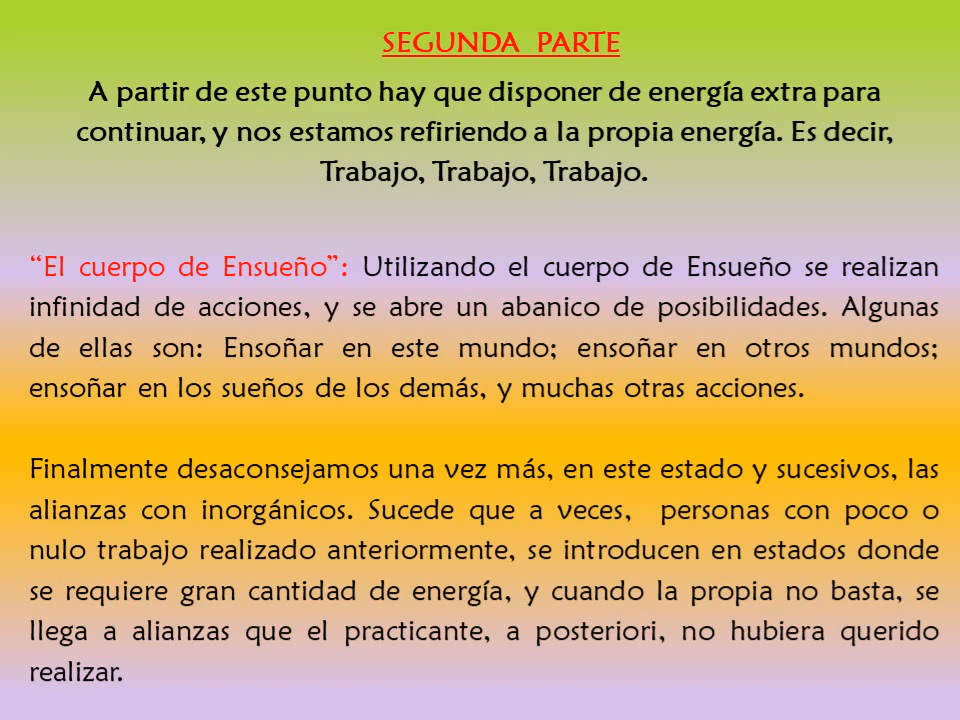 SEGUNDA PARTE
A partir de este punto hay que disponer de energía extra para
continuar, y nos estamos refiriendo a la propia energía. Es decir,
Trabajo, Trabajo, Trabajo.
“El cuerpo de Ensueño”: Utilizando el cuerpo de Ensueño se realizan
infinidad de acciones, y se abre un abanico de posibilidades. Algunas
de ellas son: Ensoñar en este mundo; ensoñar en otros mundos;
ensoñar en los sueños de los demás, y muchas otras acciones.
Finalmente desaconsejamos una vez más, en este estado y sucesivos, las
alianzas con inorgánicos. Sucede que a veces, personas con poco o
nulo trabajo realizado anteriormente, se introducen en estados donde
se requiere gran cantidad de energía, y cuando la propia no basta, se
llega a alianzas que el practicante, a posteriori, no hubiera querido
realizar.